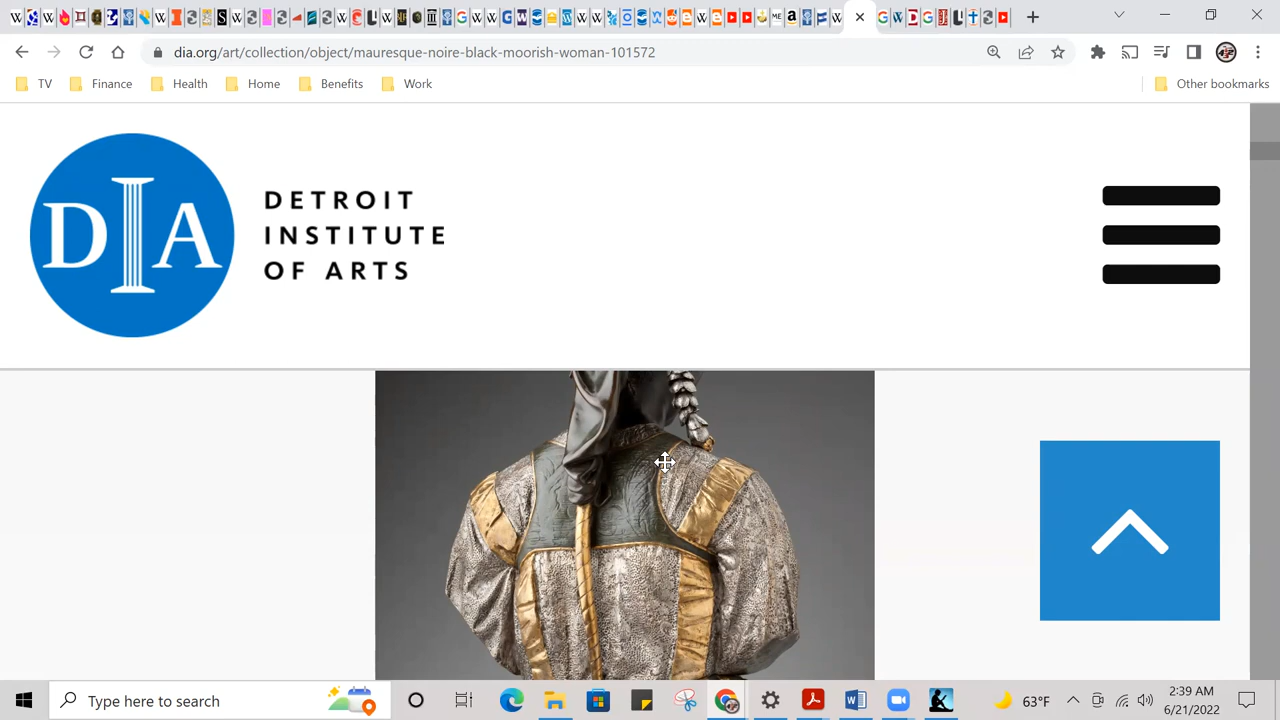 dia.org/art/collection/object/mauresque-noire-black-moorish-woman-101572
TV Finance Health Home Benefits Work Other bookmarks
DIA
DETROIT
INSTITUTE
OF ARTS
Type here to search
63°F
2:39 AM
6/21/2022